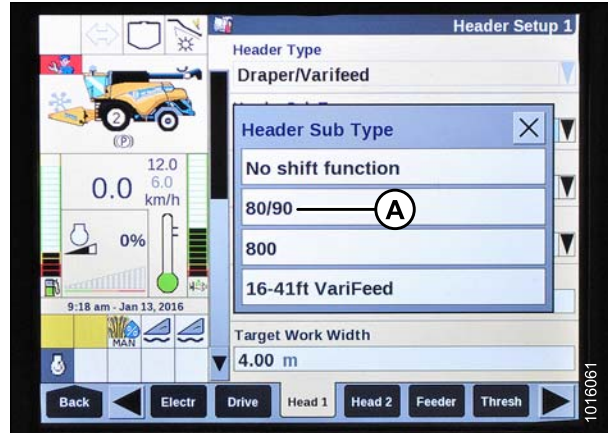 Header Setup 1
Header Type
Draper/Varifeed
Header Sub Type
No shift function
80/90
A
800
16-41ft VariFeed
Target Work Width
4.00 m
2
((P))
12.0
0.0 6.0
km/h
0%
9:18 am - Jan 13, 2016
MAN
Back
Electr
Drive
Head 1
Head 2
Feeder
Thresh
1016061